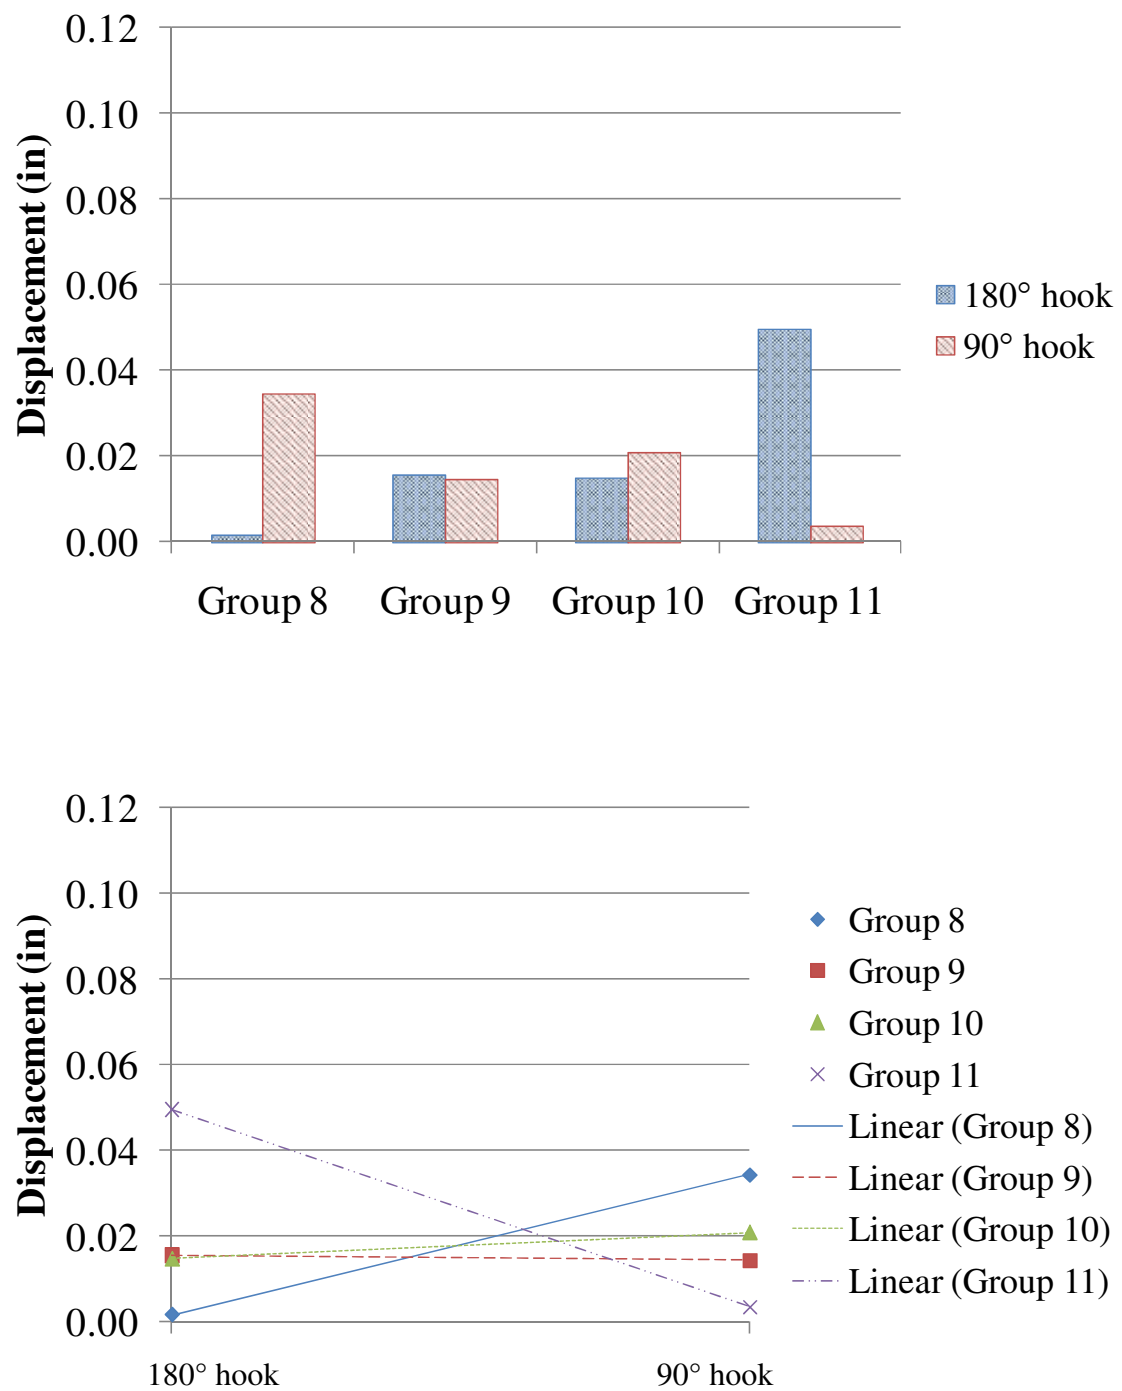 0.12
0.10
0.08
0.06
0.04
0.02
0.00
Displacement (in)
Group 8
Group 9
Group 10
Group 11
180° hook
90° hook
0.12
0.10
0.08
0.06
0.04
0.02
0.00
Displacement (in)
180° hook
90° hook
Group 8
Group 9
Group 10
Group 11
Linear (Group 8)
Linear (Group 9)
Linear (Group 10)
Linear (Group 11)